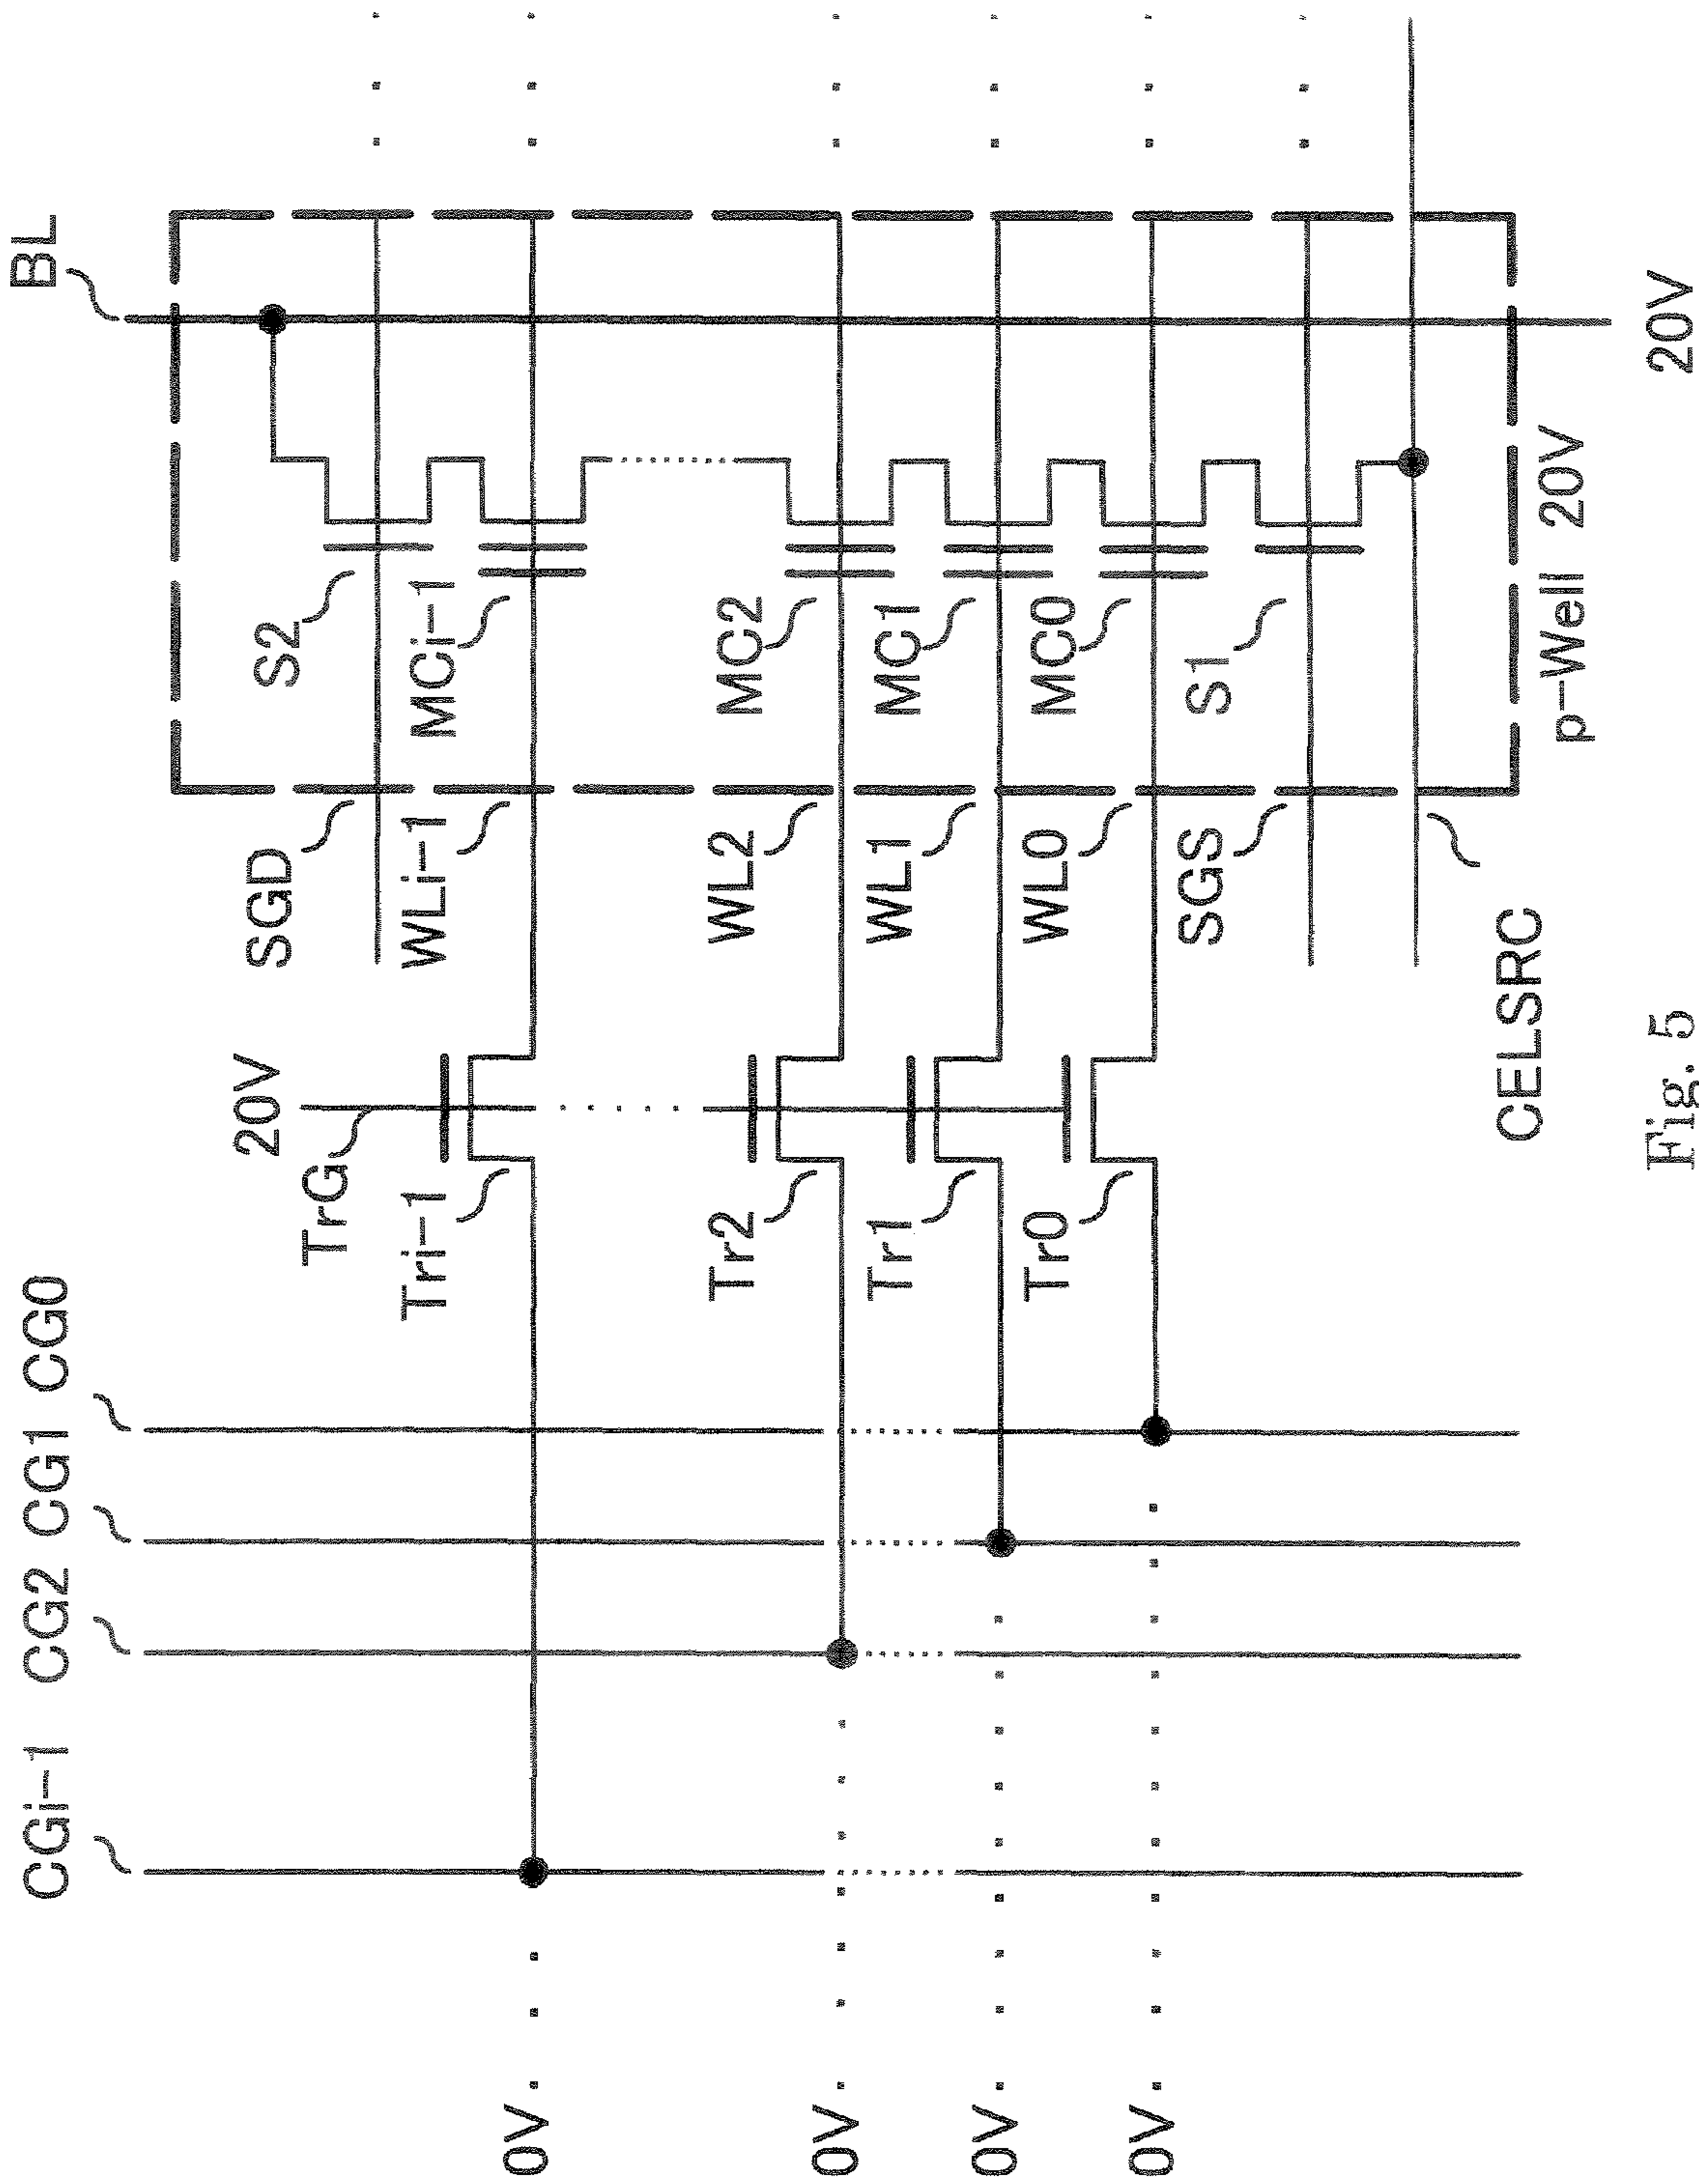 CGi-1 CG2 CG1 CG0 BL
20V SGD S2
TrG
Tri-1 WLi-1 MCi-1
0V
Tr2 WL2 MC2
0V
Tr1 WL1 MC1
0V
Tr0 WL0 MC0
0V
SGS S1
CELSRC
p-Well 20V
20V
Fig. 5